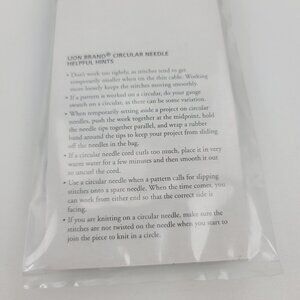 LION BRAND® CIRCULAR NEEDLE
HELPFUL HINTS
• Don't work too tightly, as stitches tend to get
temporarily smaller when on the thin cable. Working
more loosely keeps the stitches moving smoothly.
• If a pattern is worked on a circular, do your gauge
swatch on a circular, as there can be some variation.
• When temporarily setting aside a project on circular
needles, push the work together at the midpoint, hold
the needle tips together parallel, and wrap a rubber
band around the tips to keep your project from sliding
off the needles in the bag.
• If a circular needle cord curls too much, place it in very
warm water for a few minutes and then smooth it out
to uncurl the cord.
• Use a circular needle when a pattern calls for slipping
stitches onto a spare needle. When the time comes, you
can work from either end so that the correct side is
facing.
• If you are knitting on a circular needle, make sure the
stitches are not twisted on the needle when you start to
join the piece to knit in a circle.